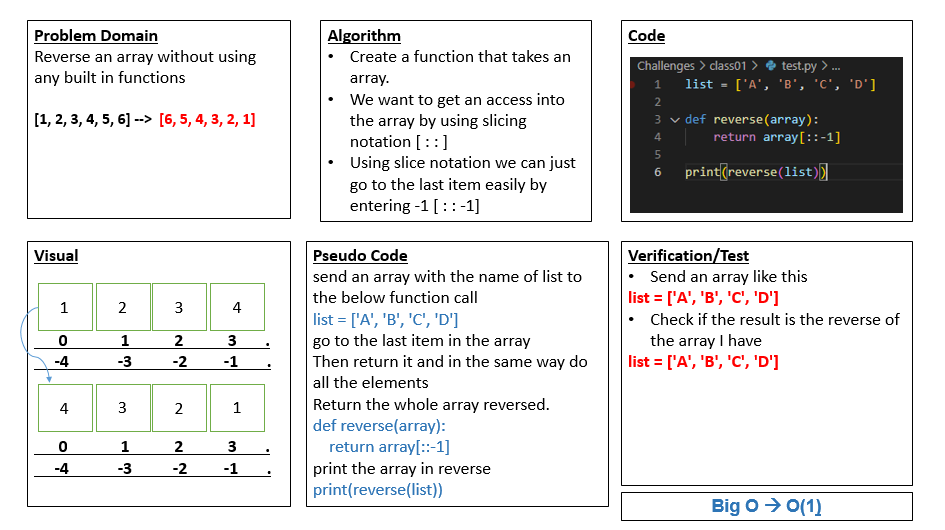 Problem Domain
Reverse an array without using
any built in functions
[1, 2, 3, 4, 5, 6] --> [6, 5, 4, 3, 2, 1]
Algorithm
• Create a function that takes an
array.
• We want to get an access into
the array by using slicing
notation [ : : ]
• Using slice notation we can just
go to the last item easily by
entering -1 [ : : -1]
Code
Challenges > class01 > test.py > ...
1 list = ['A', 'B', 'C', 'D']
2
3 def reverse(array):
4 return array[::-1]
5
6 print(reverse(list))
Visual
1 2 3 4
0 1 2 3 .
-4 -3 -2 -1 .
4 3 2 1
0 1 2 3 .
-4 -3 -2 -1 .
Pseudo Code
send an array with the name of list to
the below function call
list = ['A', 'B', 'C', 'D']
go to the last item in the array
Then return it and in the same way do
all the elements
Return the whole array reversed.
def reverse(array):
return array[::-1]
print the array in reverse
print(reverse(list))
Verification/Test
• Send an array like this
list = ['A', 'B', 'C', 'D']
• Check if the result is the reverse of
the array I have
list = ['A', 'B', 'C', 'D']
Big O → O(1)